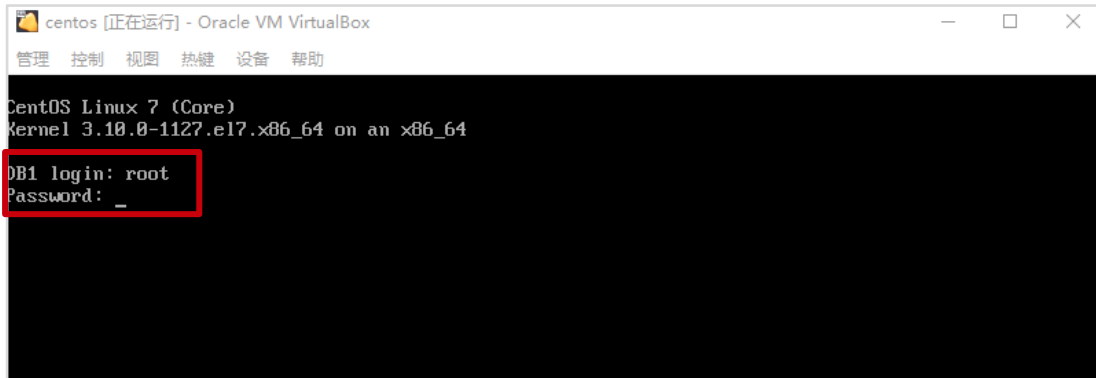 centos [正在运行] - Oracle VM VirtualBox
管理 控制 视图 热键 设备 帮助
CentOS Linux 7 (Core)
Kernel 3.10.0-1127.el7.x86_64 on an x86_64
DB1 login: root
Password: _